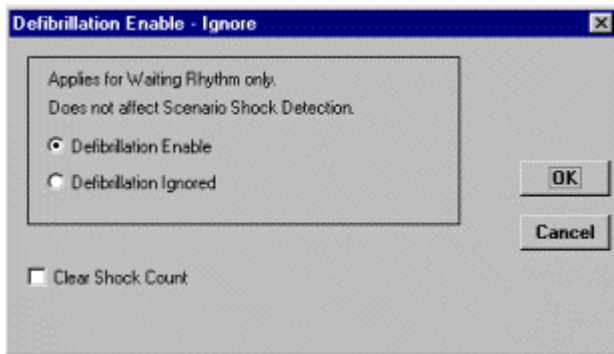 Defibrillation Enable - Ignore
Applies for Waiting Rhythm only.
Does not affect Scenario Shock Detection.
Defibrillation Enable
Defibrillation Ignored
OK
Cancel
Clear Shock Count